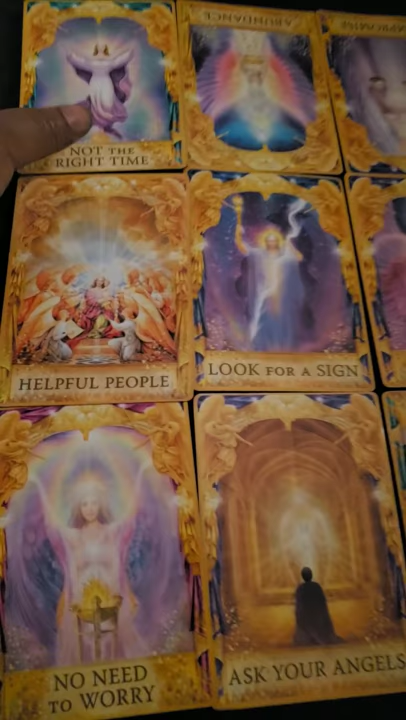 NOT THE
RIGHT TIME
ABUNDANCE
HELPFUL PEOPLE
LOOK FOR A SIGN
NO NEED
TO WORRY
ASK YOUR ANGELS